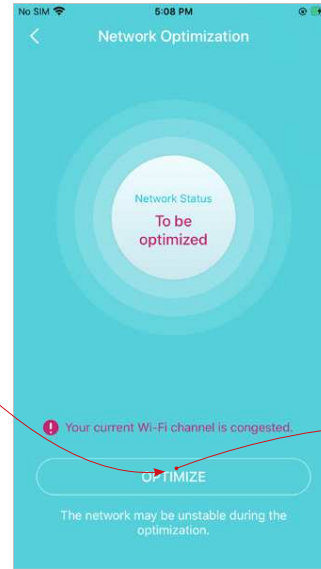 No SIM 5:08 PM
Network Optimization
Network Status
To be
optimized
Your current Wi-Fi channel is congested.
OPTIMIZE
The network may be unstable during the
optimization.